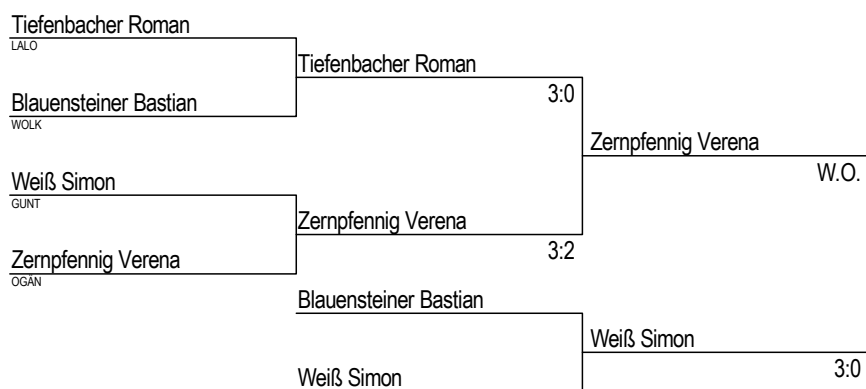 Tiefenbacher Roman
LALO
Tiefenbacher Roman
3:0
Blauensteiner Bastian
WOLK
Zernpfennig Verena
W.O.
Weiß Simon
GUNT
Zernpfennig Verena
3:2
Zernpfennig Verena
OGÄN
Blauensteiner Bastian
Weiß Simon
3:0
Weiß Simon